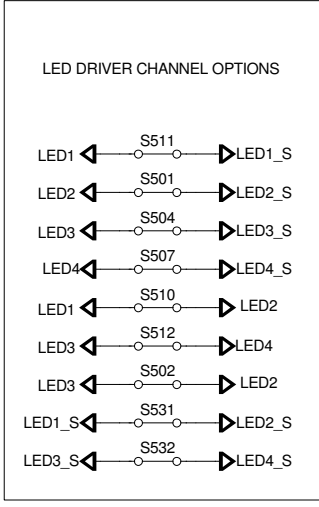 LED DRIVER CHANNEL OPTIONS
LED1 S511 LED1_S
LED2 S501 LED2_S
LED3 S504 LED3_S
LED4 S507 LED4_S
LED1 S510 LED2
LED3 S512 LED4
LED3 S502 LED2
LED1_S S531 LED2_S
LED3_S S532 LED4_S